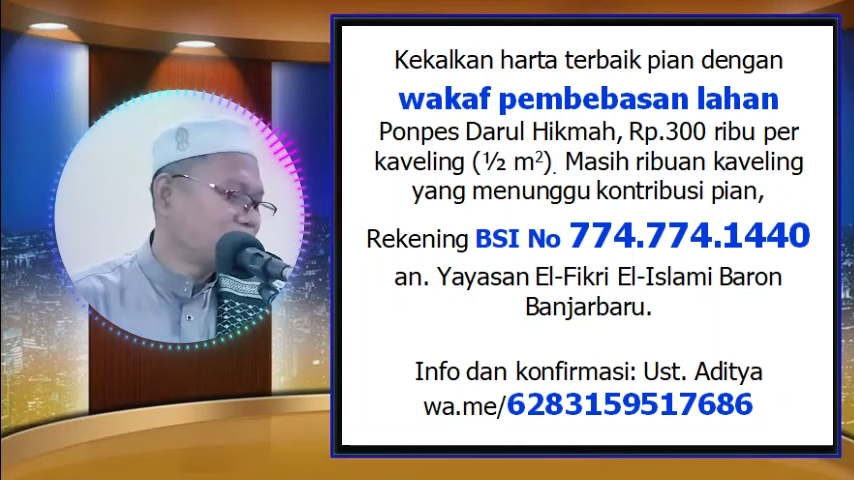 Kekalkan harta terbaik pian dengan
wakaf pembebasan lahan
Ponpes Darul Hikmah, Rp.300 ribu per
kaveling (½ m²). Masih ribuan kaveling
yang menunggu kontribusi pian,
Rekening BSI No 774.774.1440
an. Yayasan El-Fikri El-Islami Baron
Banjarbaru.
Info dan konfirmasi: Ust. Aditya
wa.me/6283159517686